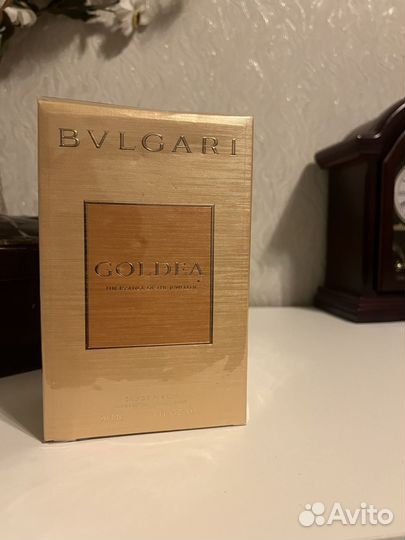 BVLGARI
GOLDEA
THE ESSENCE OF THE JEWELLER
Avito